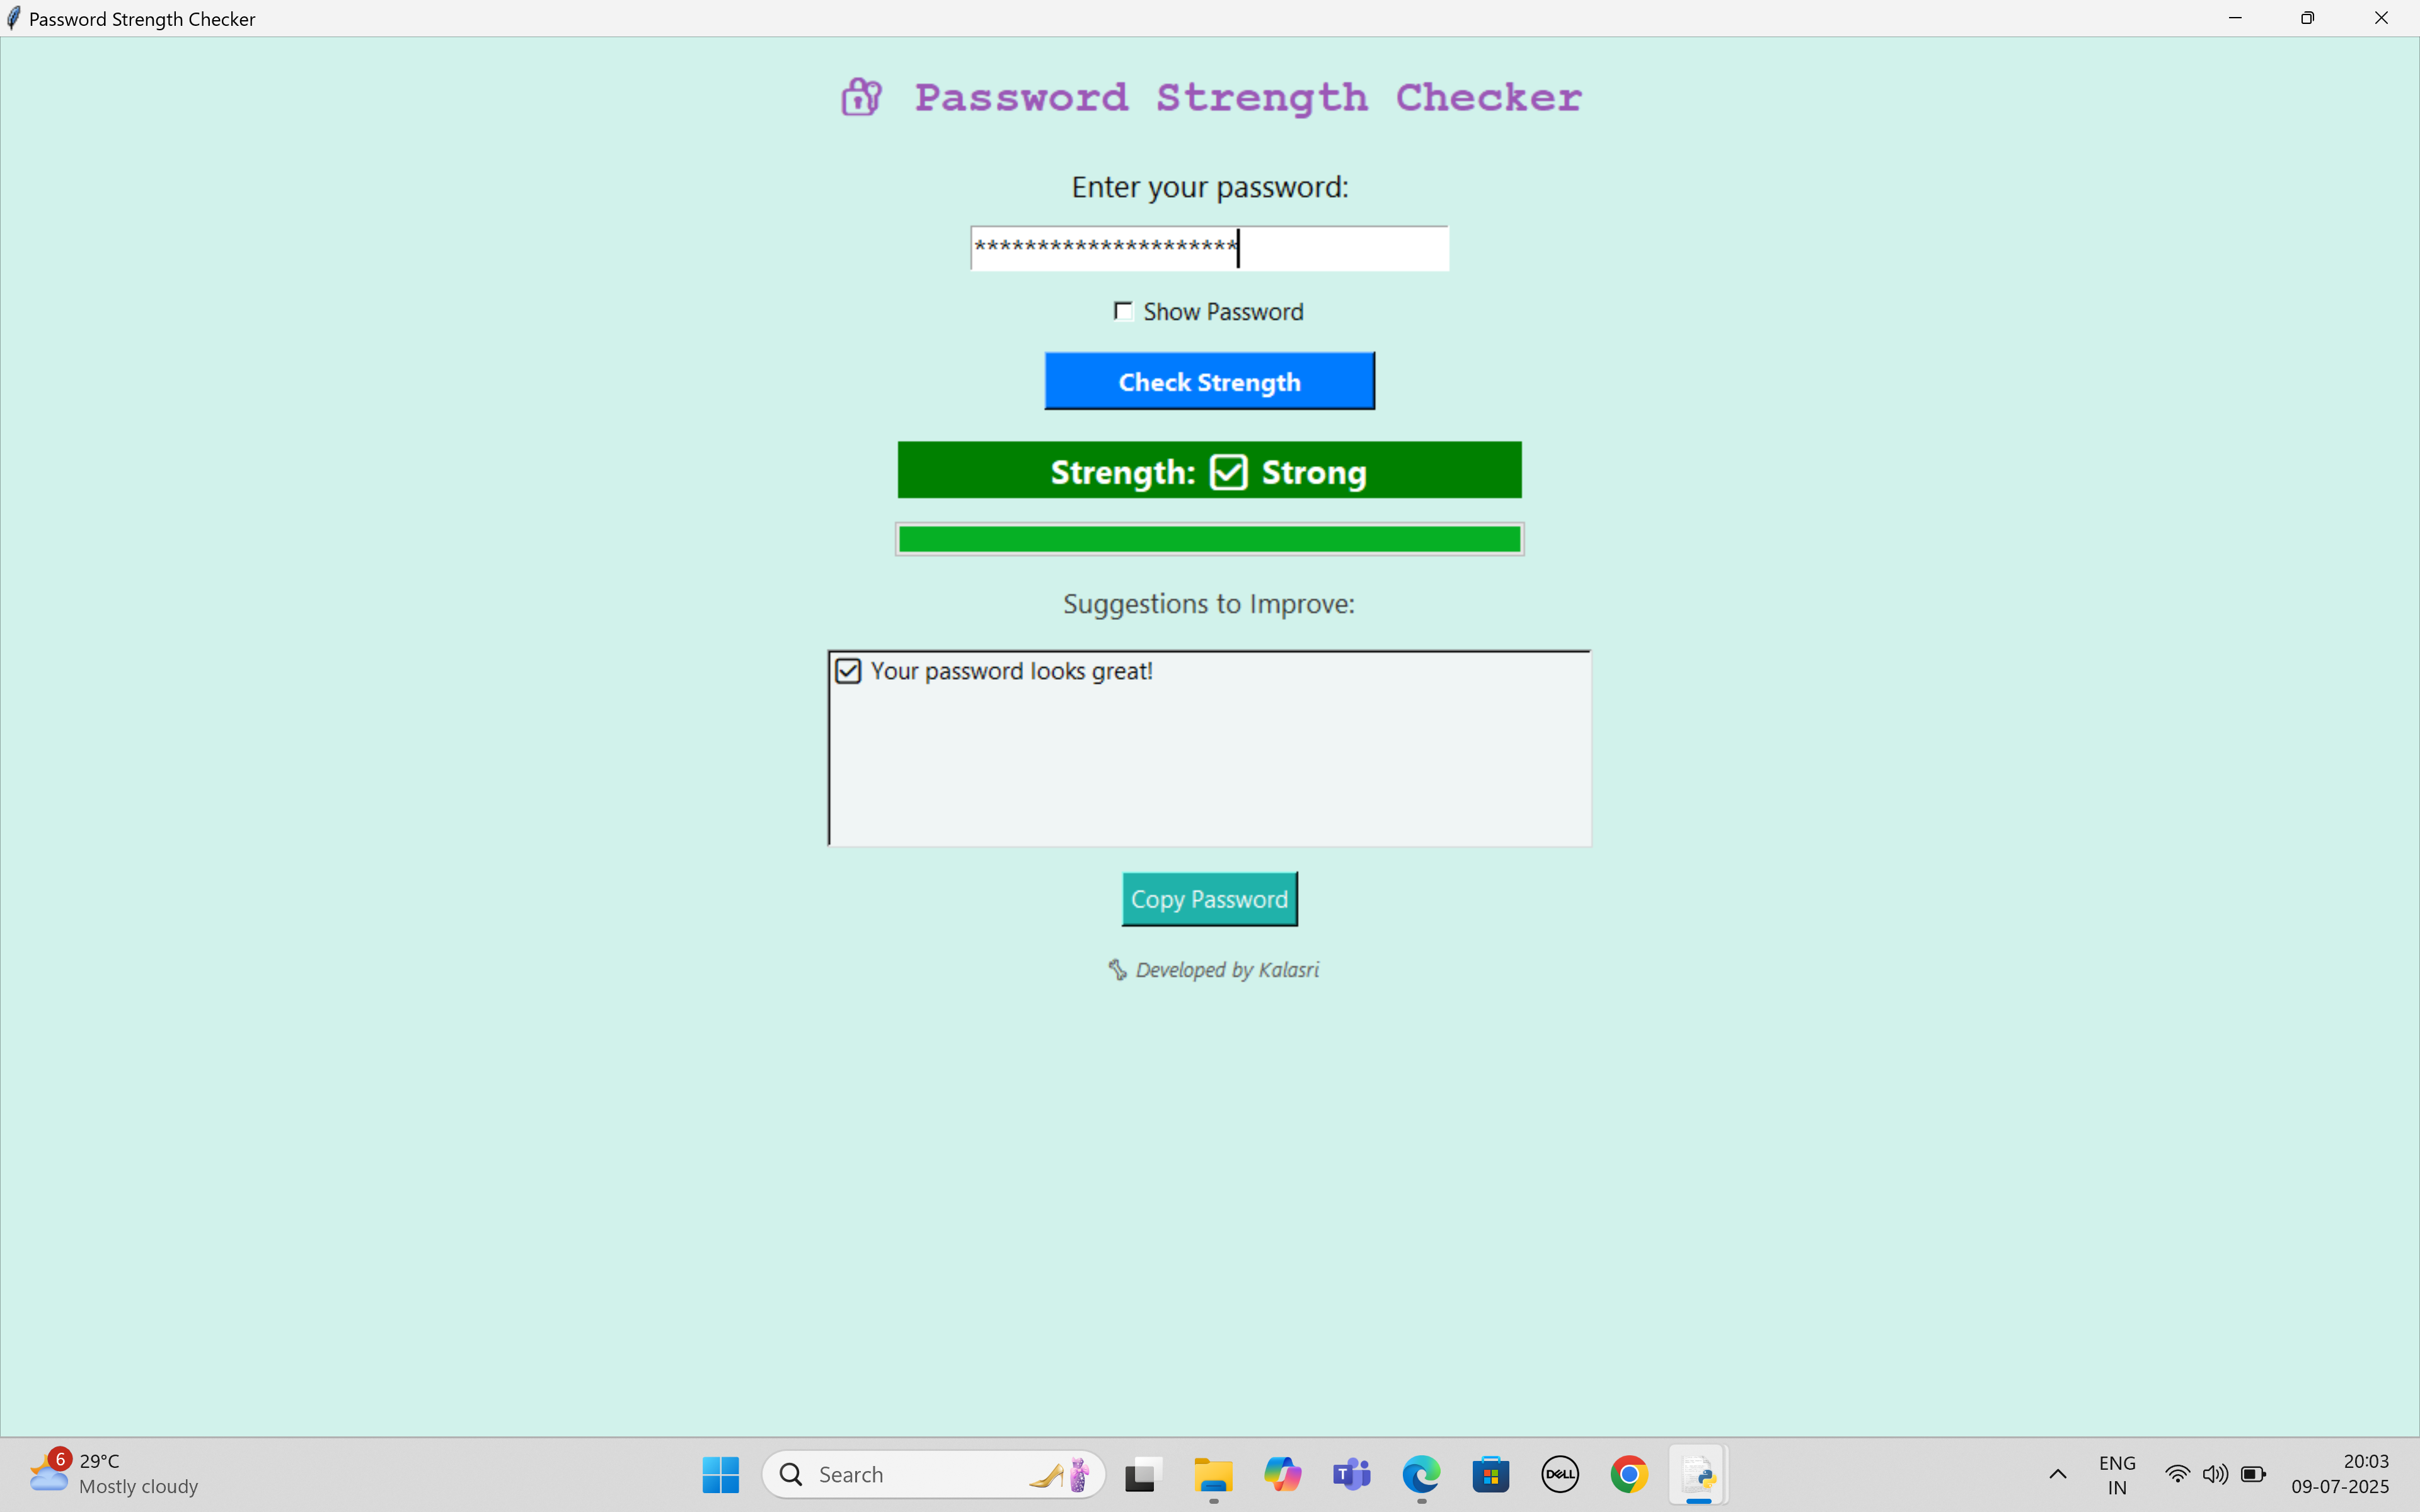 Password Strength Checker
Password Strength Checker
Enter your password:
*********************
Show Password
Check Strength
Strength: ☑ Strong
Suggestions to Improve:
☑ Your password looks great!
Copy Password
Developed by Kalasri
6
29°C
Mostly cloudy
Search
T
DELL
ENG
IN
20:03
09-07-2025